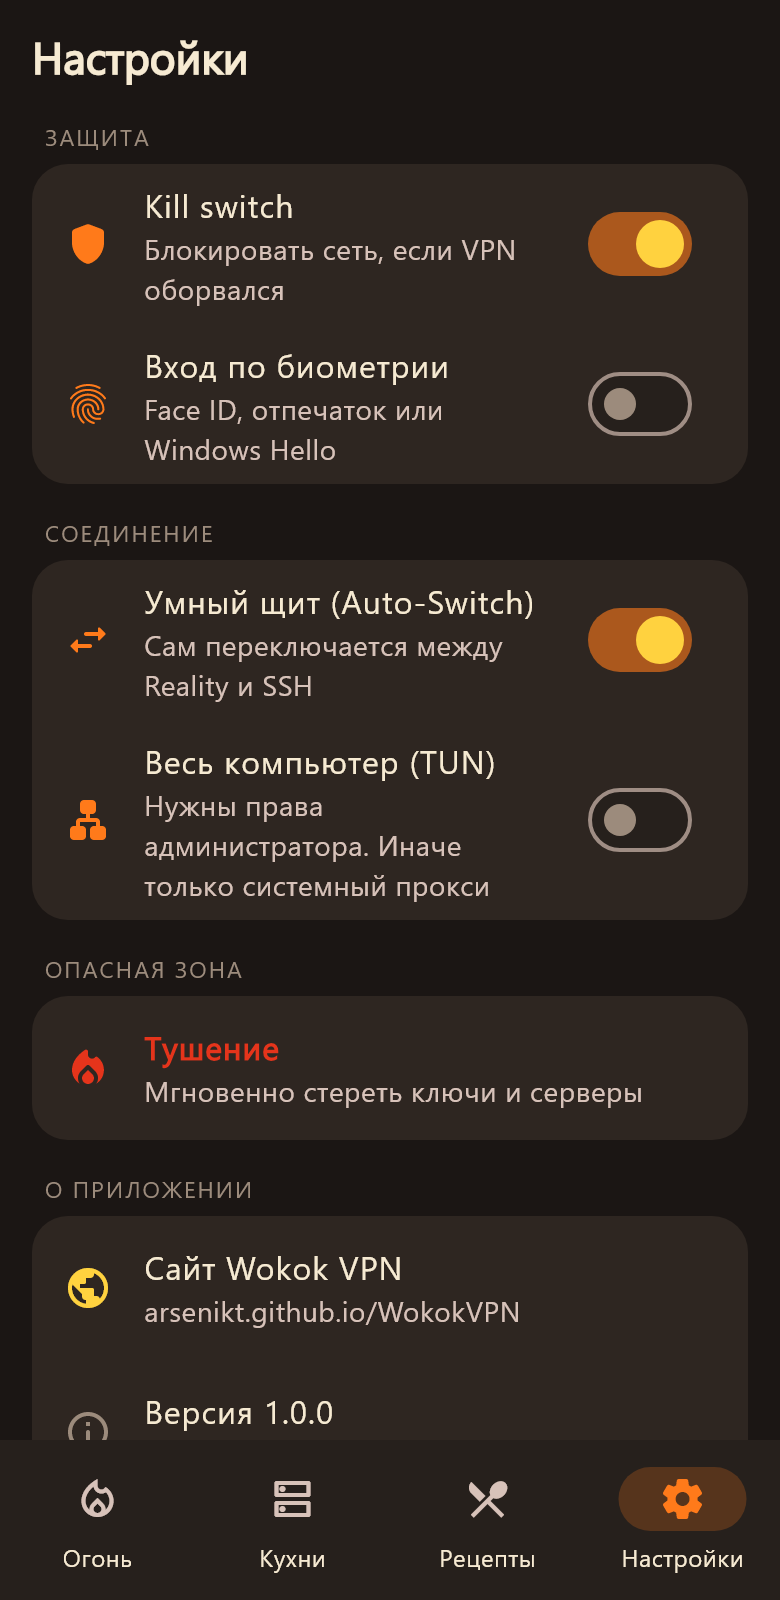 Настройки
ЗАЩИТА
Kill switch
Блокировать сеть, если VPN
оборвался
Вход по биометрии
Face ID, отпечаток или
Windows Hello
СОЕДИНЕНИЕ
Умный щит (Auto-Switch)
Сам переключается между
Reality и SSH
Весь компьютер (TUN)
Нужны права
администратора. Иначе
только системный прокси
ОПАСНАЯ ЗОНА
Тушение
Мгновенно стереть ключи и серверы
О ПРИЛОЖЕНИИ
Сайт Wokok VPN
arsenikt.github.io/WokokVPN
Версия 1.0.0
Огонь
Кухни
Рецепты
Настройки